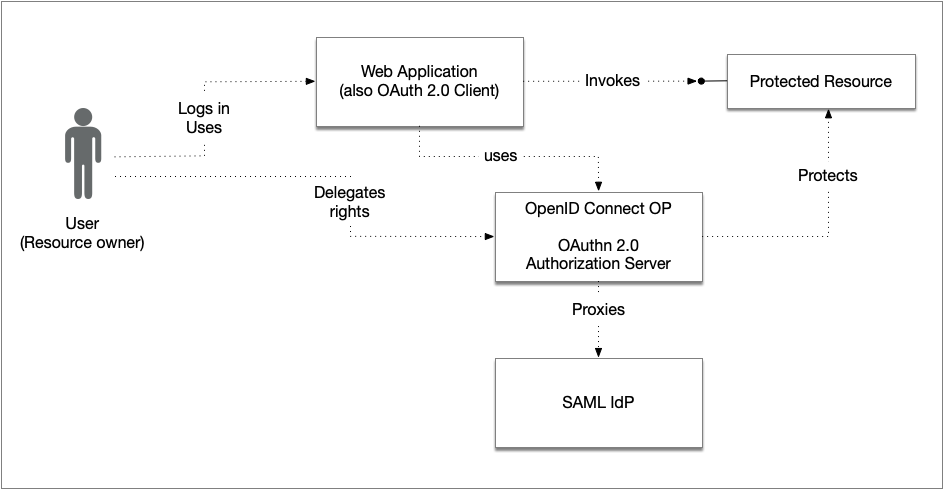 Web Application
(also OAuth 2.0 Client)
Invokes
Protected Resource
Logs in
Uses
uses
Protects
Delegates
rights
User
(Resource owner)
OpenID Connect OP
OAuthn 2.0
Authorization Server
Proxies
SAML IdP